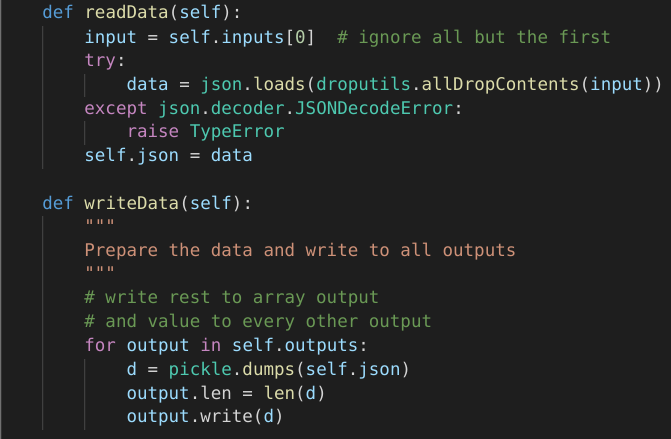 def readData(self):
    input = self.inputs[0]  # ignore all but the first
    try:
        data = json.loads(droputils.allDropContents(input))
    except json.decoder.JSONDecodeError:
        raise TypeError
    self.json = data

def writeData(self):
    """
    Prepare the data and write to all outputs
    """
    # write rest to array output
    # and value to every other output
    for output in self.outputs:
        d = pickle.dumps(self.json)
        output.len = len(d)
        output.write(d)